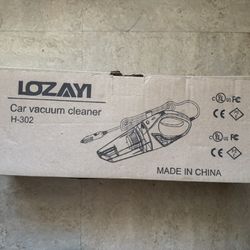 LOZAYI
Car vacuum cleaner
H-302
MADE IN CHINA